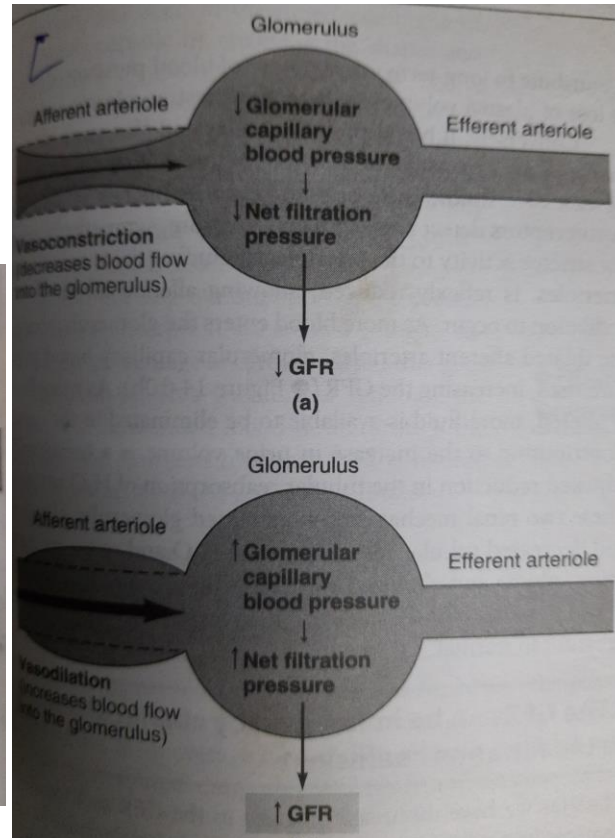 Glomerulus
Afferent arteriole
↓ Glomerular
capillary
blood pressure
Efferent arteriole
↓ Net filtration
pressure
Vasoconstriction
(decreases blood flow
into the glomerulus)
↓ GFR
(a)
Glomerulus
Afferent arteriole
↑ Glomerular
capillary
blood pressure
Efferent arteriole
↑ Net filtration
pressure
Vasodilation
(increases blood flow
into the glomerulus)
↑ GFR